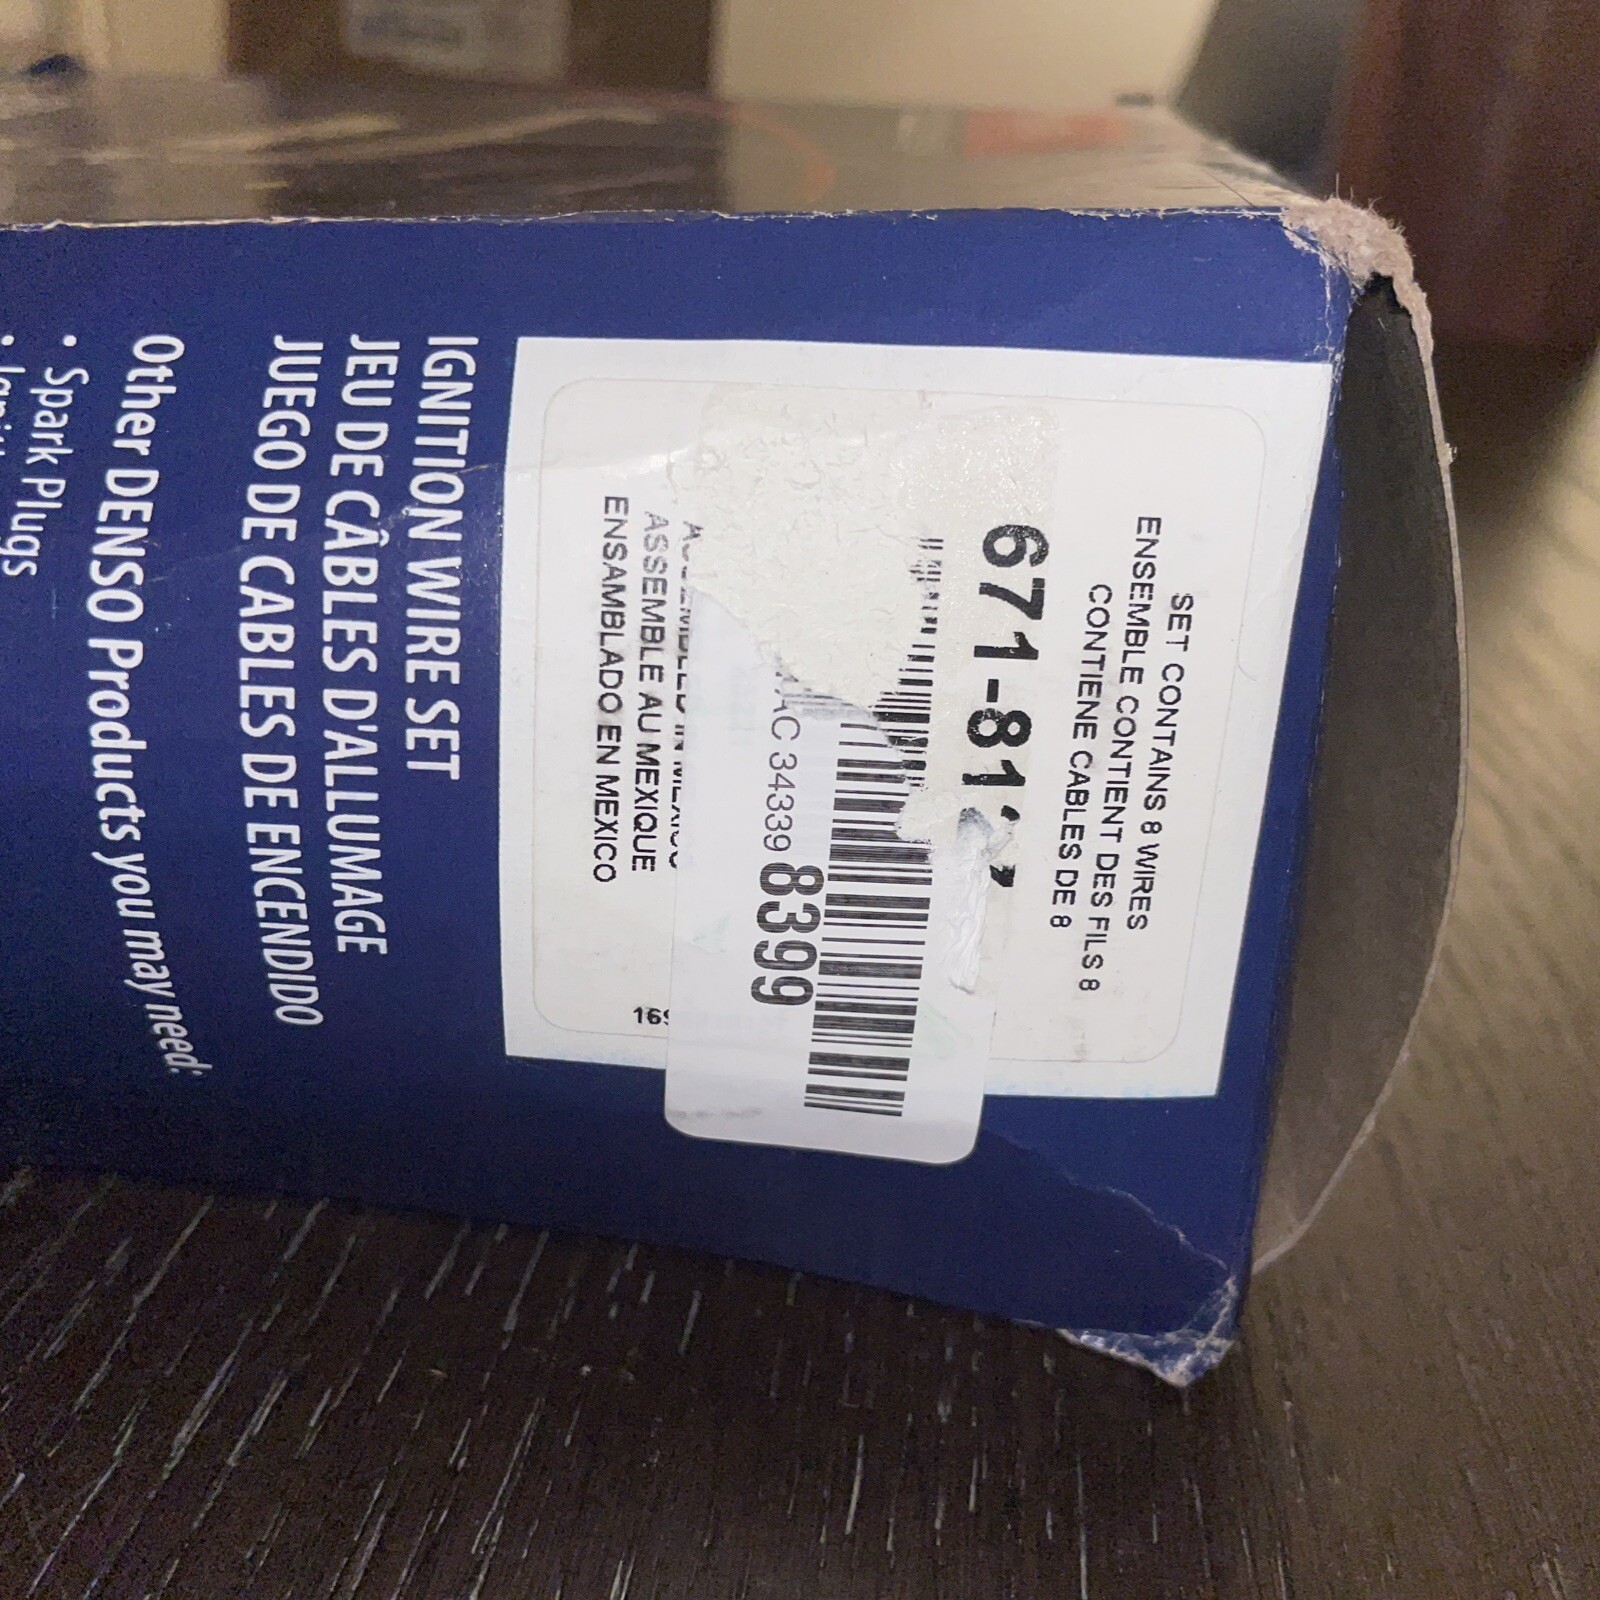 SET CONTAINS 8 WIRES
ENSEMBLE CONTIENT DES FILS 8
CONTIENE CABLES DE 8
34339 8399
ASSEMBLE AU MEXIQUE
ENSAMBLADO EN MEXICO
IGNITION WIRE SET
JEU DE CÂBLES D'ALLUMAGE
JUEGO DE CABLES DE ENCENDIDO
Other DENSO Products you may need:
• Spark Plugs